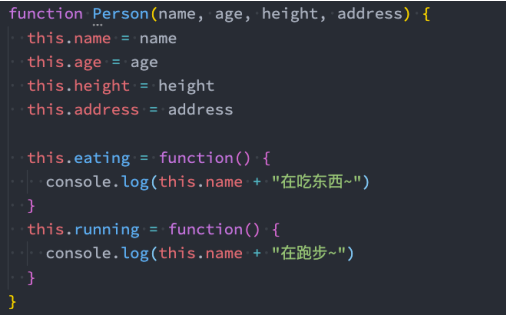 function Person(name, age, height, address) {
  this.name = name
  this.age = age
  this.height = height
  this.address = address

  this.eating = function() {
    console.log(this.name + "在吃东西~")
  }
  this.running = function() {
    console.log(this.name + "在跑步~")
  }
}